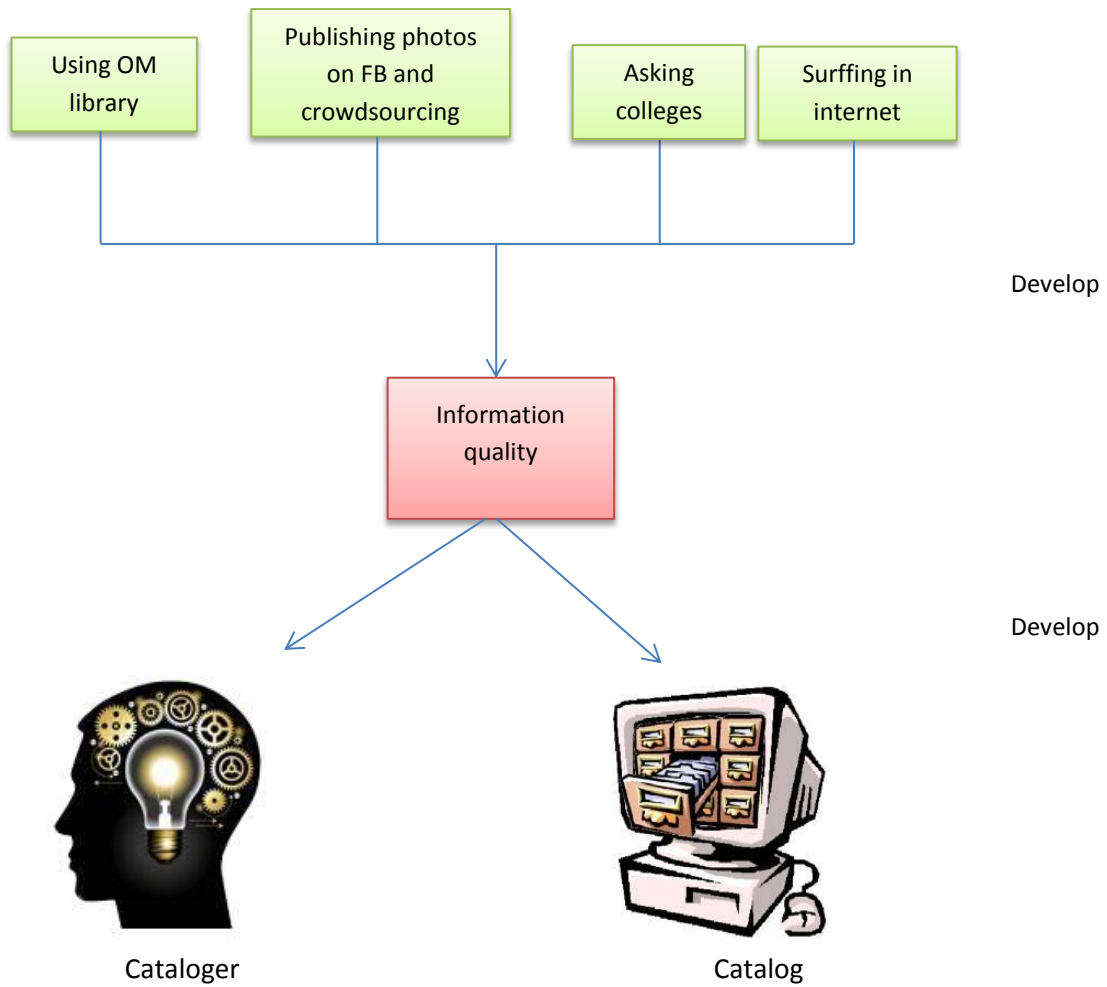 Using OM
library
Publishing photos
on FB and
crowdsourcing
Asking
colleges
Surffing in
internet
Develop
Information
quality
Develop
Cataloger
Catalog